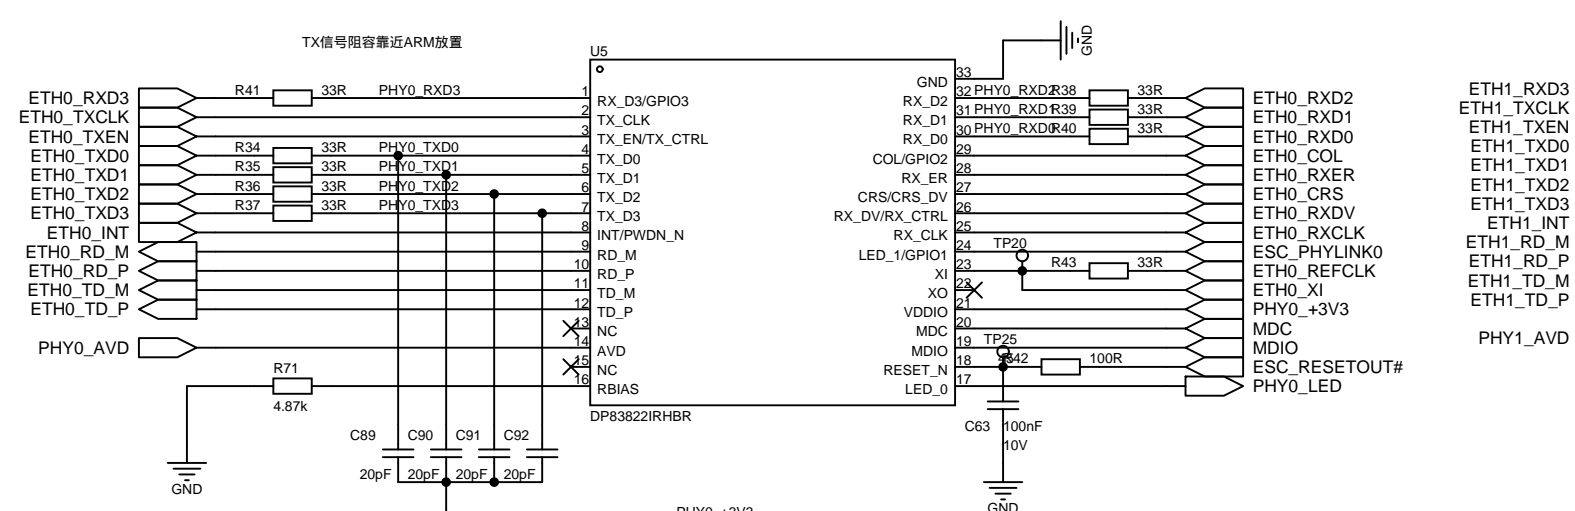 TX信号阻容靠近ARM放置
U5
GND
ETH0_RXD3 R41 33R PHY0_RXD3 1 RX_D3/GPIO3
ETH0_TXCLK 2 TX_CLK
ETH0_TXEN 3 TX_EN/TX_CTRL
ETH0_TXD0 R34 33R PHY0_TXD0 4 TX_D0
ETH0_TXD1 R35 33R PHY0_TXD1 5 TX_D1
ETH0_TXD2 R36 33R PHY0_TXD2 6 TX_D2
ETH0_TXD3 R37 33R PHY0_TXD3 7 TX_D3
ETH0_INT 8 INT/PWDN_N
ETH0_RD_M 9 RD_M
ETH0_RD_P 10 RD_P
ETH0_TD_M 11 TD_M
ETH0_TD_P 12 TD_P
13 NC
PHY0_AVD 14 AVD
15 NC
R71 16 RBIAS
4.87k
GND
DP83822IRHBR
GND 33
RX_D2 32 PHY0_RXD2 R38 33R ETH0_RXD2
RX_D1 31 PHY0_RXD1 R39 33R ETH0_RXD1
RX_D0 30 PHY0_RXD0 R40 33R ETH0_RXD0
COL/GPIO2 29 ETH0_COL
RX_ER 28 ETH0_RXER
CRS/CRS_DV 27 ETH0_CRS
RX_DV/RX_CTRL 26 ETH0_RXDV
RX_CLK 25 ETH0_RXCLK
LED_1/GPIO1 24 TP20 ESC_PHYLINK0
XI 23 R43 33R ETH0_REFCLK
XO 22 ETH0_XI
VDDIO 21 PHY0_+3V3
MDC 20 MDC
MDIO 19 TP25 MDIO
RESET_N 18 100R ESC_RESETOUT#
LED_0 17 PHY0_LED
C63 100nF
10V
GND
C89 C90 C91 C92
20pF 20pF 20pF 20pF
PHY0_+3V3
ETH1_RXD3
ETH1_TXCLK
ETH1_TXEN
ETH1_TXD0
ETH1_TXD1
ETH1_TXD2
ETH1_TXD3
ETH1_INT
ETH1_RD_M
ETH1_RD_P
ETH1_TD_M
ETH1_TD_P
PHY1_AVD